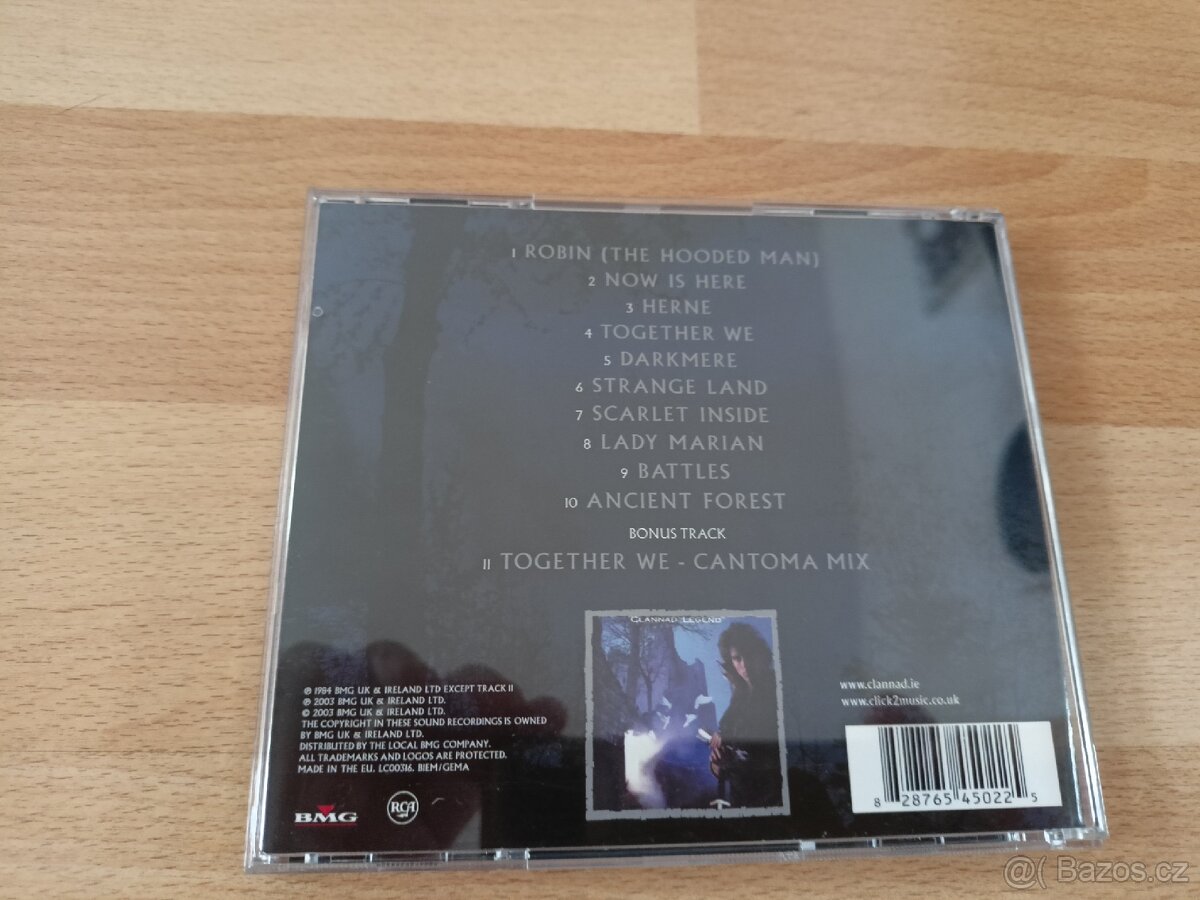 1 ROBIN (THE HOODED MAN)
2 NOW IS HERE
3 HERNE
4 TOGETHER WE
5 DARKMERE
6 STRANGE LAND
7 SCARLET INSIDE
8 LADY MARIAN
9 BATTLES
10 ANCIENT FOREST
BONUS TRACK
11 TOGETHER WE - CANTOMA MIX
CLANNAD LEGEND
℗ 1984 BMG UK & IRELAND LTD EXCEPT TRACK 11
℗ 2003 BMG UK & IRELAND LTD.
© 2003 BMG UK & IRELAND LTD.
THE COPYRIGHT IN THESE SOUND RECORDINGS IS OWNED
BY BMG UK & IRELAND LTD.
DISTRIBUTED BY THE LOCAL BMG COMPANY.
ALL TRADEMARKS AND LOGOS ARE PROTECTED.
MADE IN THE EU. LC00316. BIEM/GEMA
BMG
RCA
www.clannad.ie
www.click2music.co.uk
8 28765 45022 5
@( Bazos.cz